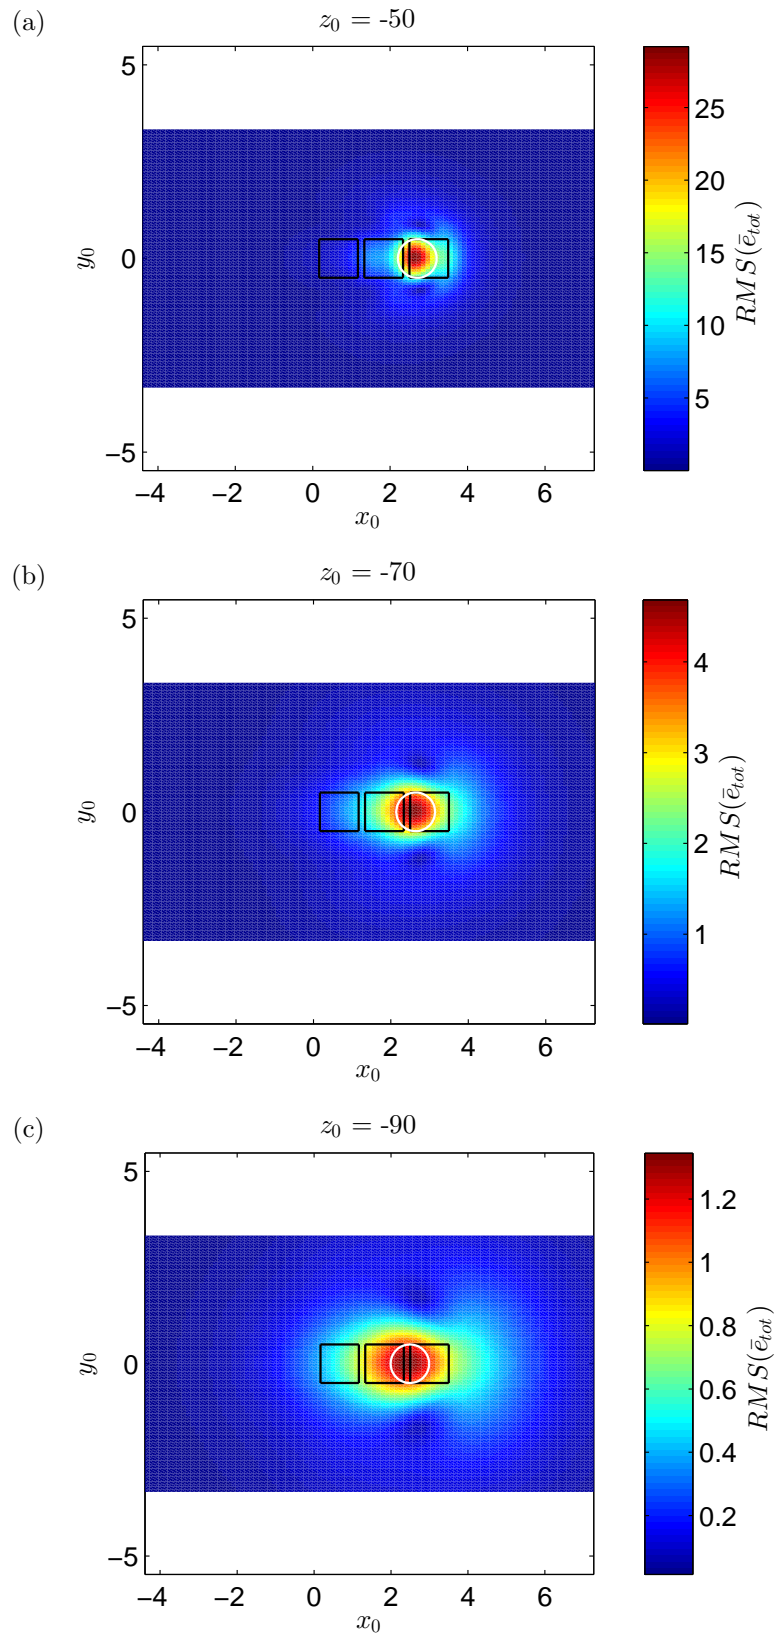 (a)
z₀ = -50
5
0
−5
y₀
−4 −2 0 2 4 6
x₀
25
20
15
10
5
RMS(ē_tot)
(b)
z₀ = -70
5
0
−5
y₀
−4 −2 0 2 4 6
x₀
4
3
2
1
RMS(ē_tot)
(c)
z₀ = -90
5
0
−5
y₀
−4 −2 0 2 4 6
x₀
1.2
1
0.8
0.6
0.4
0.2
RMS(ē_tot)